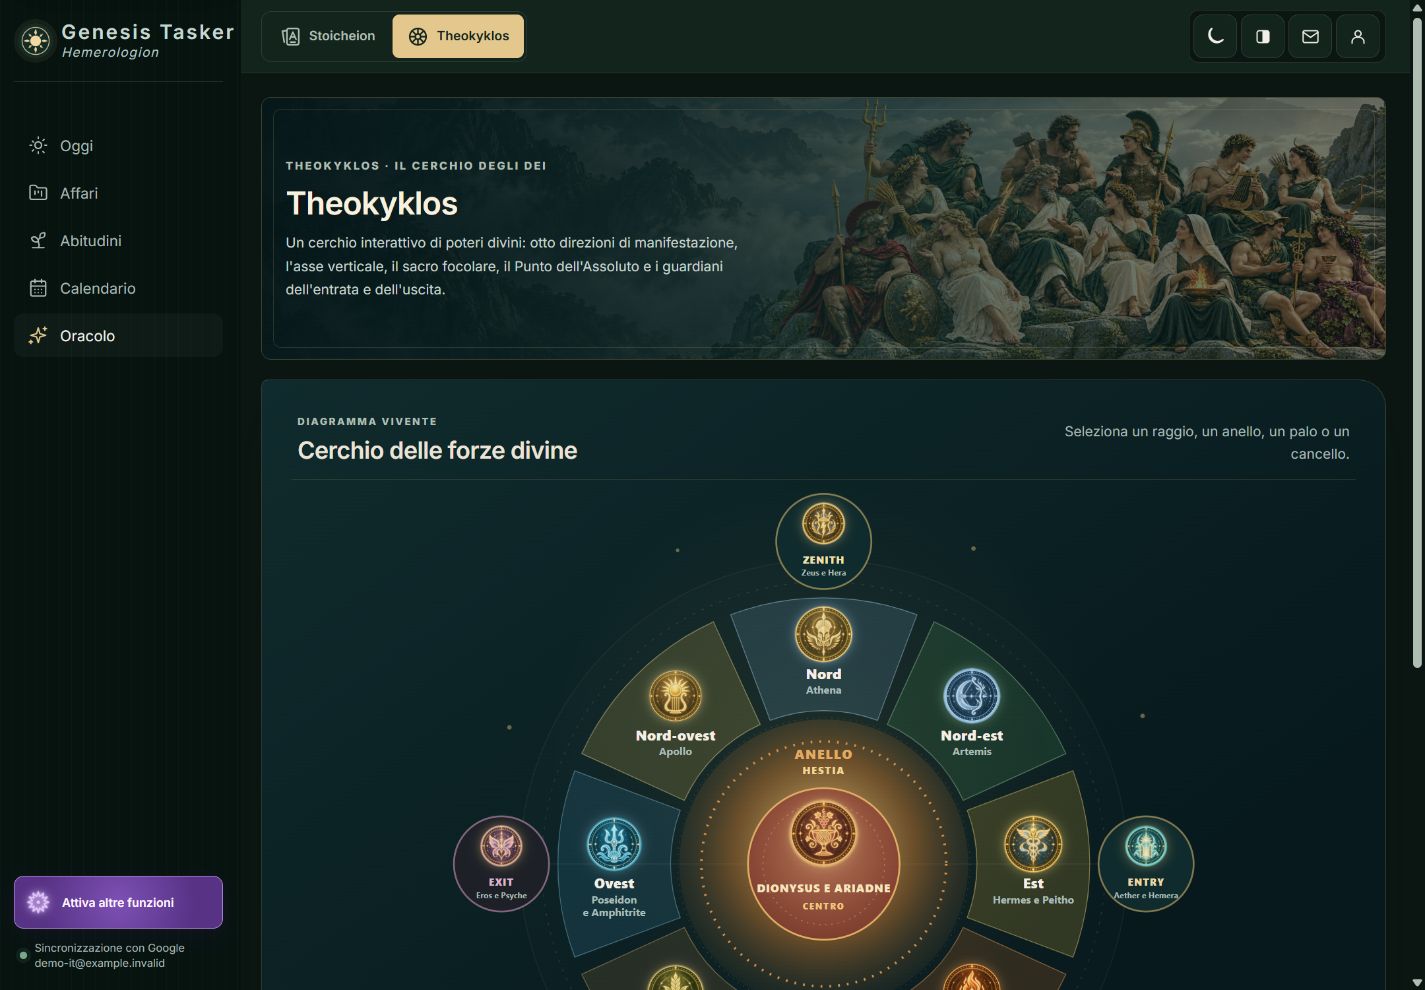 Genesis Tasker
Hemerologion
Stoicheion
Theokyklos
Oggi
Affari
Abitudini
Calendario
Oracolo
THEOKYKLOS · IL CERCHIO DEGLI DEI
Theokyklos
Un cerchio interattivo di poteri divini: otto direzioni di manifestazione,
l'asse verticale, il sacro focolare, il Punto dell'Assoluto e i guardiani
dell'entrata e dell'uscita.
DIAGRAMMA VIVENTE
Cerchio delle forze divine
Seleziona un raggio, un anello, un palo o un
cancello.
ZENITH
Zeus e Hera
Nord
Athena
Nord-ovest
Apollo
Nord-est
Artemis
ANELLO
HESTIA
EXIT
Eros e Psyche
Ovest
Poseidon
e Amphitrite
DIONYSUS E ARIADNE
CENTRO
Est
Hermes e Peitho
ENTRY
Aether e Hemera
Attiva altre funzioni
Sincronizzazione con Google
demo-it@example.invalid